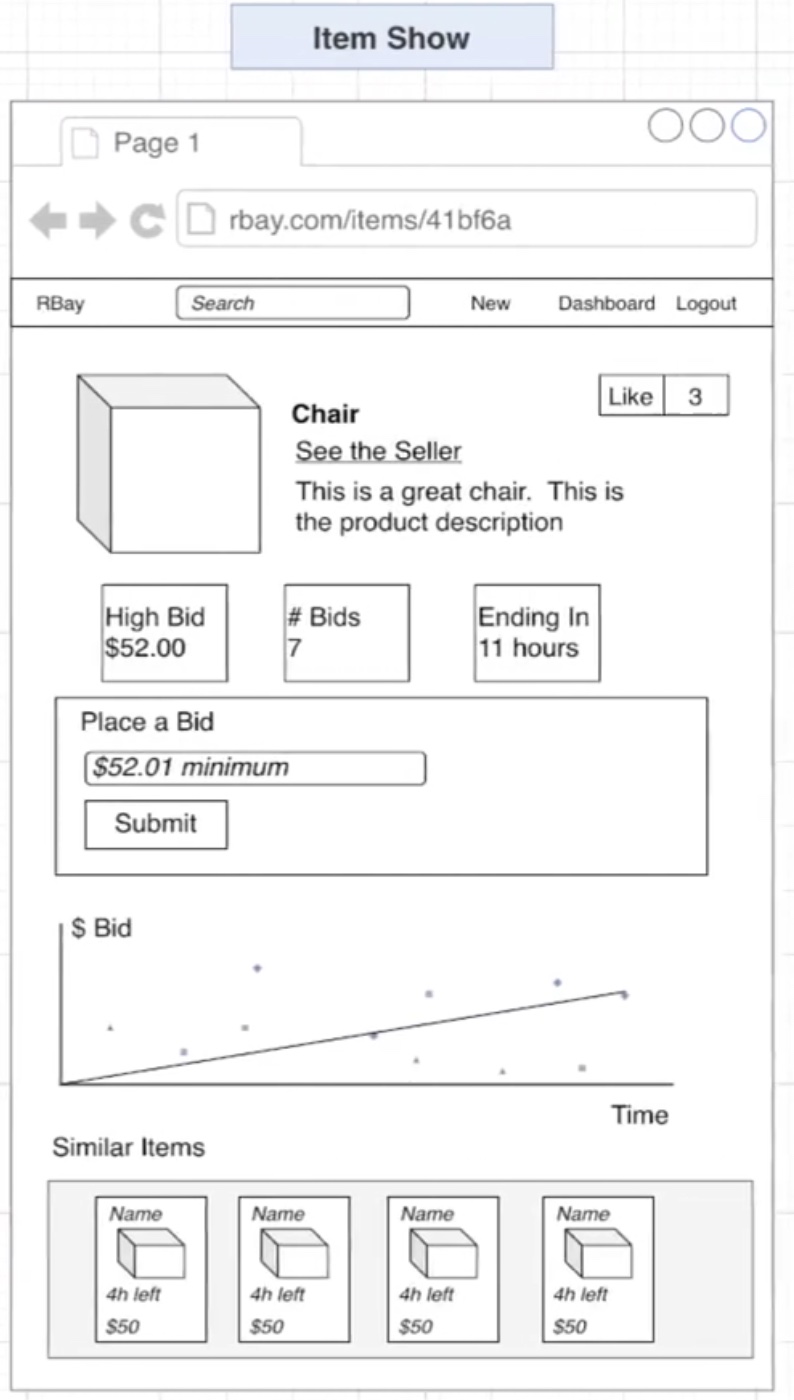 Item Show
Page 1
rbay.com/items/41bf6a
RBay Search New Dashboard Logout
Like 3
Chair
See the Seller
This is a great chair. This is
the product description
High Bid
$52.00
# Bids
7
Ending In
11 hours
Place a Bid
$52.01 minimum
Submit
$ Bid
Time
Similar Items
Name
4h left
$50
Name
4h left
$50
Name
4h left
$50
Name
4h left
$50